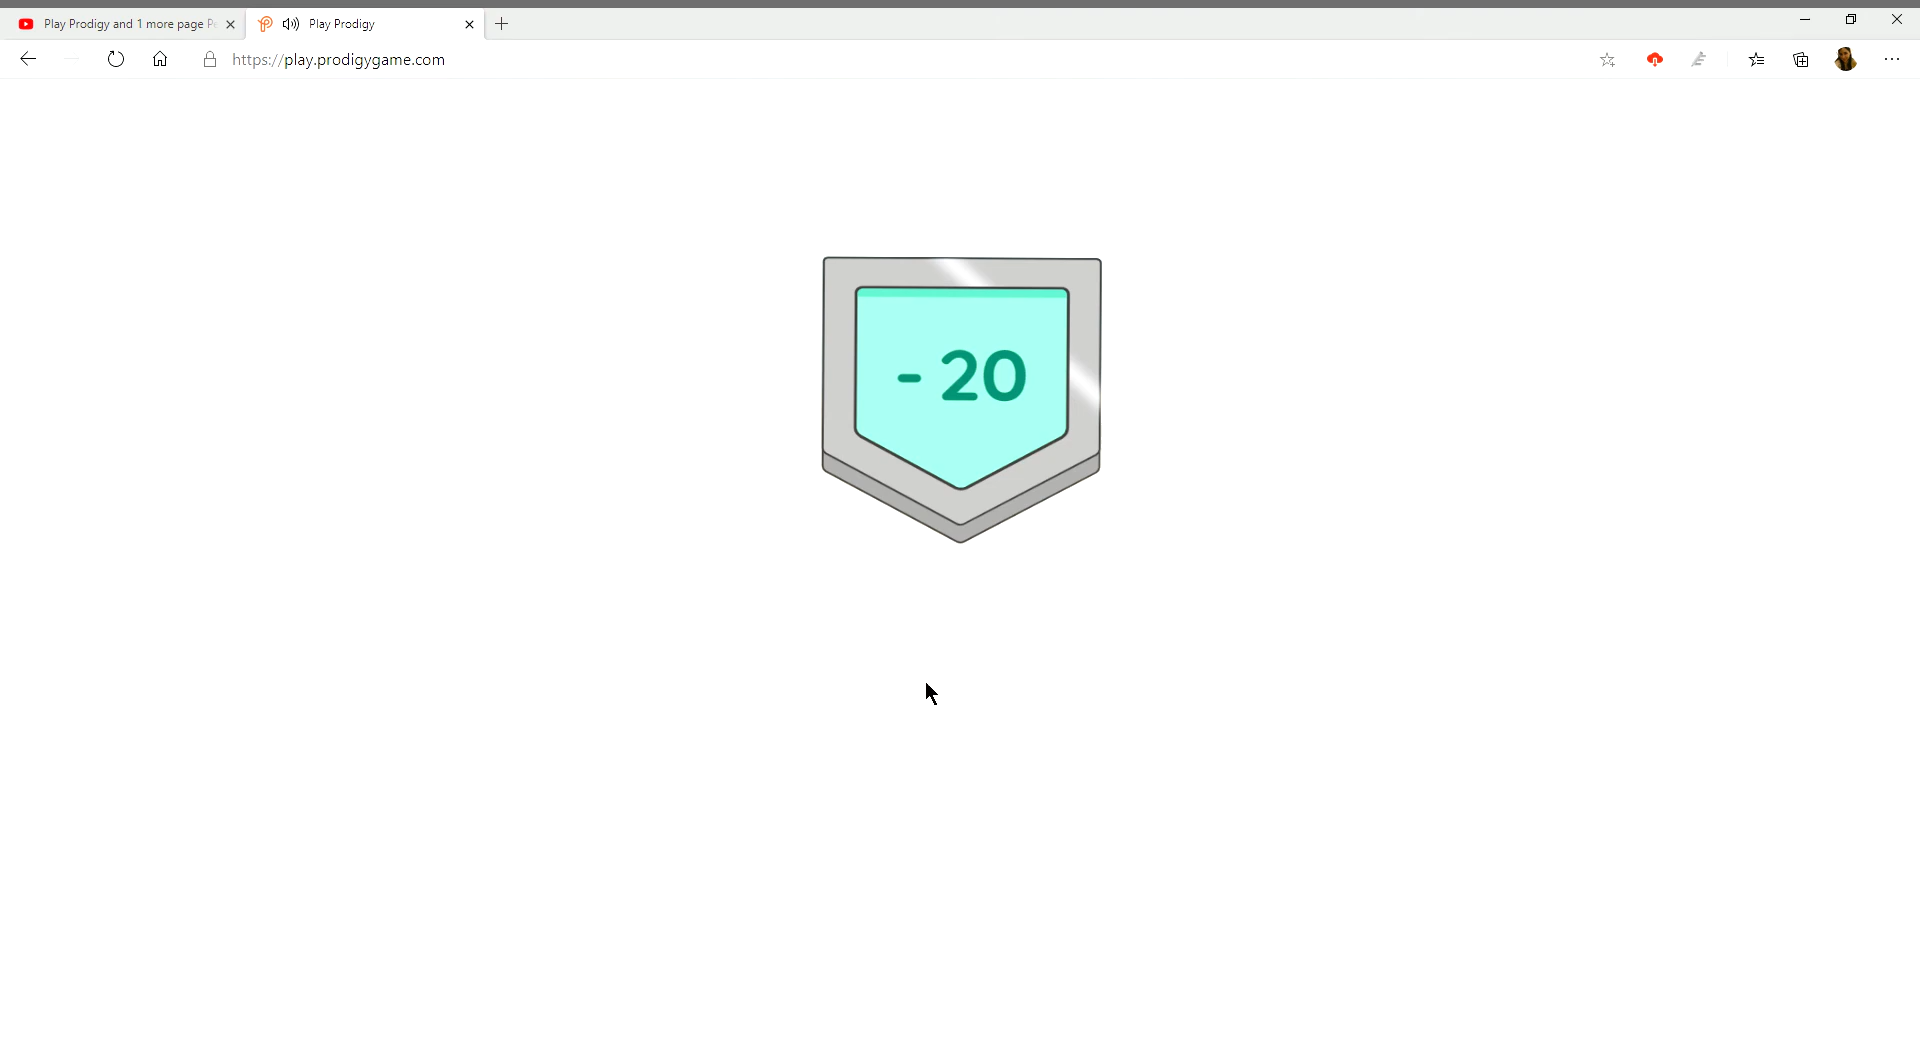 Play Prodigy and 1 more page
Play Prodigy
https://play.prodigygame.com
- 20